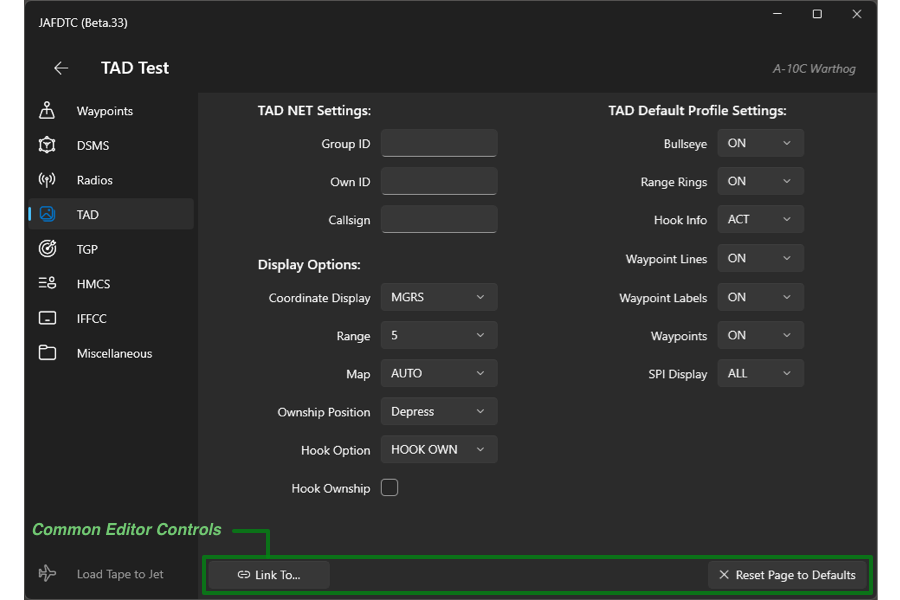 JAFDTC (Beta.33)
TAD Test
A-10C Warthog
Waypoints
DSMS
Radios
TAD
TGP
HMCS
IFFCC
Miscellaneous
TAD NET Settings:
Group ID
Own ID
Callsign
Display Options:
Coordinate Display MGRS
Range 5
Map AUTO
Ownship Position Depress
Hook Option HOOK OWN
Hook Ownship
TAD Default Profile Settings:
Bullseye ON
Range Rings ON
Hook Info ACT
Waypoint Lines ON
Waypoint Labels ON
Waypoints ON
SPI Display ALL
Common Editor Controls
Load Tape to Jet
Link To...
Reset Page to Defaults